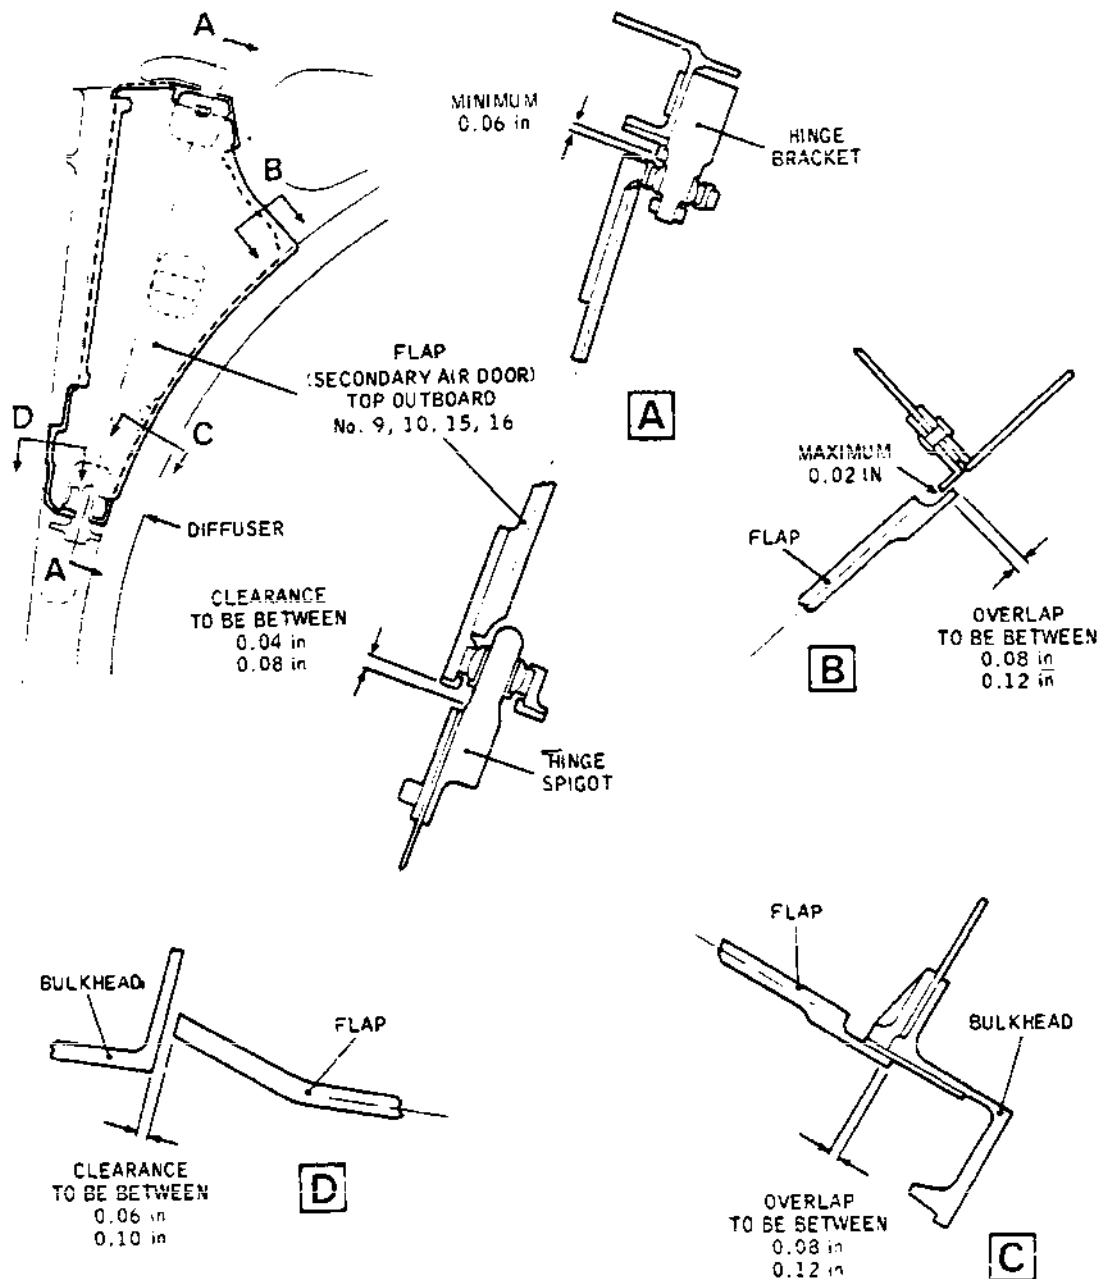 A
MINIMUM
0.06 in
HINGE
BRACKET
B
FLAP
(SECONDARY AIR DOOR)
TOP OUTBOARD
No. 9, 10, 15, 16
A
D
C
MAXIMUM
0.02 IN
FLAP
DIFFUSER
A
CLEARANCE
TO BE BETWEEN
0.04 in
0.08 in
OVERLAP
TO BE BETWEEN
0.08 in
0.12 in
B
HINGE
SPIGOT
FLAP
BULKHEAD
FLAP
BULKHEAD
CLEARANCE
TO BE BETWEEN
0.06 in
0.10 in
D
OVERLAP
TO BE BETWEEN
0.08 in
0.12 in
C